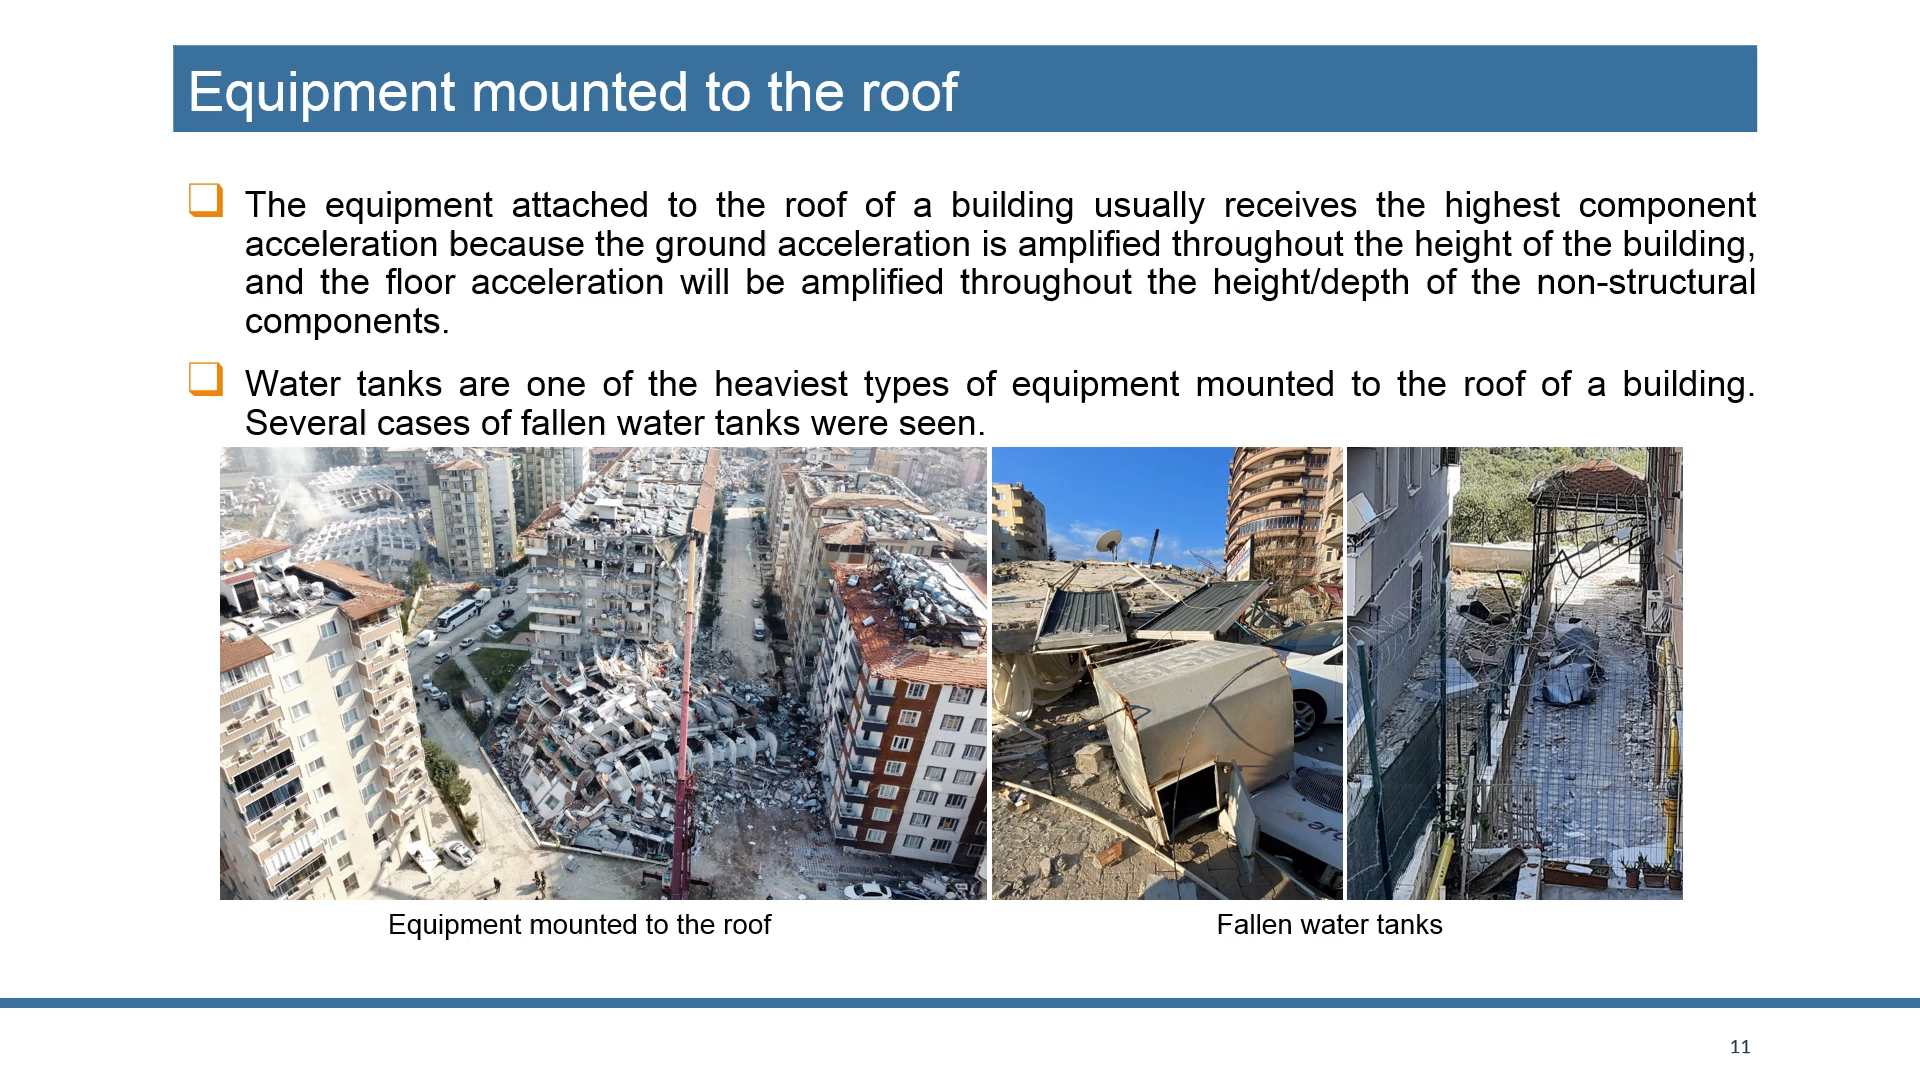 Equipment mounted to the roof
The equipment attached to the roof of a building usually receives the highest component
acceleration because the ground acceleration is amplified throughout the height of the building,
and the floor acceleration will be amplified throughout the height/depth of the non-structural
components.
Water tanks are one of the heaviest types of equipment mounted to the roof of a building.
Several cases of fallen water tanks were seen.
Equipment mounted to the roof
Fallen water tanks
11